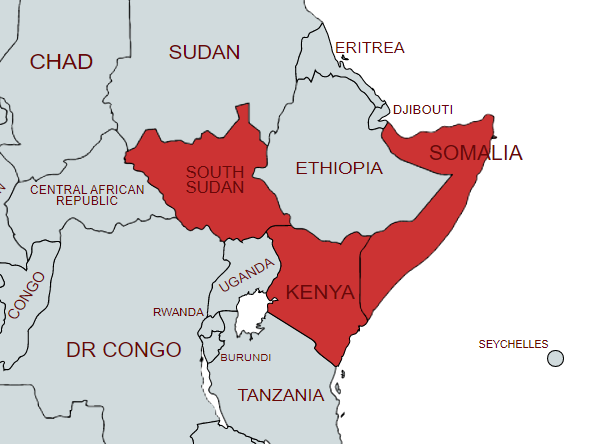 ERITREA
SUDAN
CHAD
DJIBOUTI
SOMALIA
ETHIOPIA
SOUTH
SUDAN
CENTRAL AFRICAN
REPUBLIC
UGANDA
CONGO
KENYA
RWANDA
SEYCHELLES
DR CONGO
BURUNDI
TANZANIA